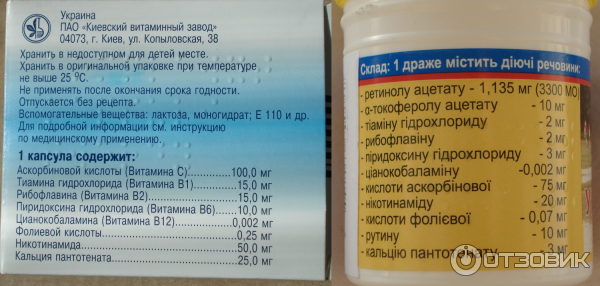 Украина
ПАО «Киевский витаминный завод»
04073, г. Киев, ул. Копыловская, 38
Хранить в недоступном для детей месте.
Хранить в оригинальной упаковке при температуре
не выше 25 ºС.
Не применять после окончания срока годности.
Отпускается без рецепта.
Вспомогательные вещества: лактоза, моногидрат; Е 110 и др.
Для подробной информации см. инструкцию
по медицинскому применению.
1 капсула содержит:
Аскорбиновой кислоты (Витамина С)..........100,0 мг
Тиамина гидрохлорида (Витамина В1)..........15,0 мг
Рибофлавина (Витамина В2)..........15,0 мг
Пиридоксина гидрохлорида (Витамина В6)..........10,0 мг
Цианокобаламина (Витамина В12)..........0,002 мг
Фолиевой кислоты..........0,25 мг
Никотинамида..........50,0 мг
Кальция пантотената..........25,0 мг
Склад: 1 драже містить діючі речовини:
- ретинолу ацетату - 1,135 мг (3300 МО)
- α-токоферолу ацетату - 10 мг
- тіаміну гідрохлориду - 2 мг
- рибофлавіну - 2 мг
- піридоксину гідрохлориду - 3 мг
- ціанокобаламіну -0,002 мг
- кислоти аскорбінової - 75 мг
- нікотинаміду - 20 мг
- кислоти фолієвої - 0,07 мг
- рутину - 10 мг
- кальцію пантотенату - 3 мг
ОТЗОВИК